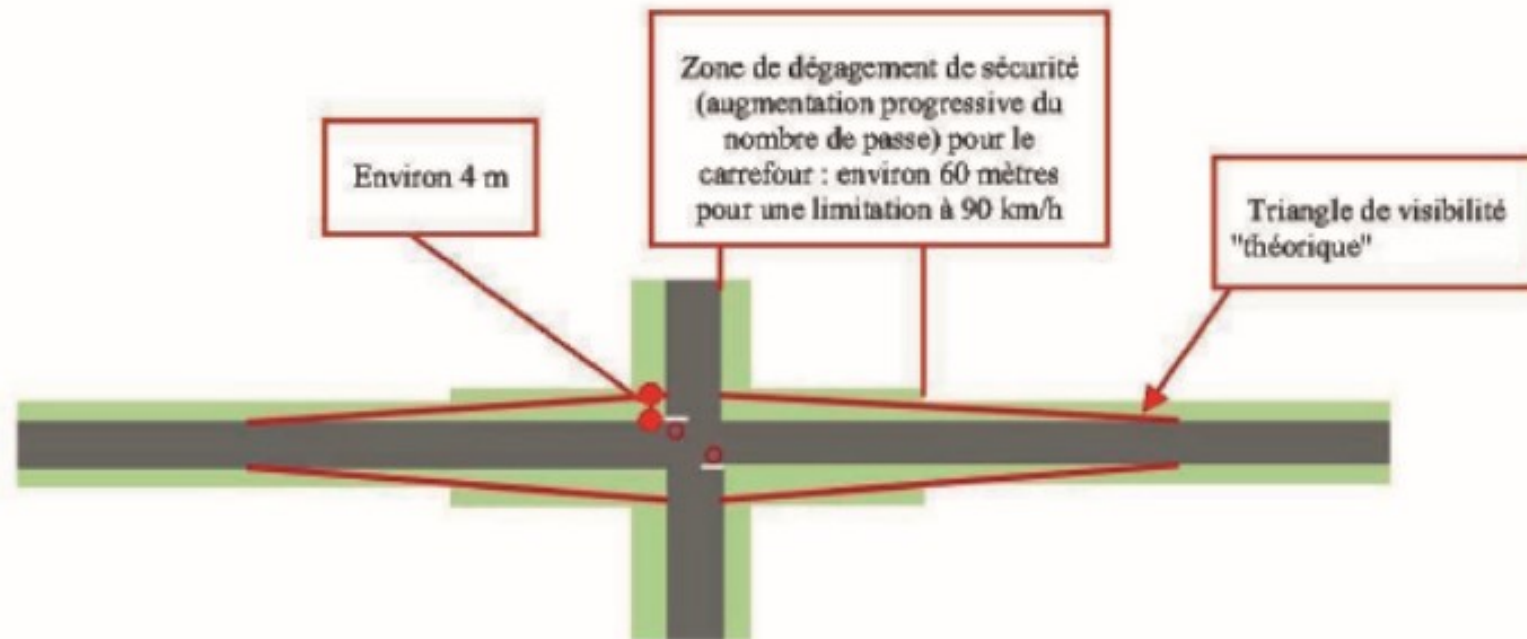 Environ 4 m
Zone de dégagement de sécurité
(augmentation progressive du
nombre de passe) pour le
carrefour : environ 60 mètres
pour une limitation à 90 km/h
Triangle de visibilité
"théorique"